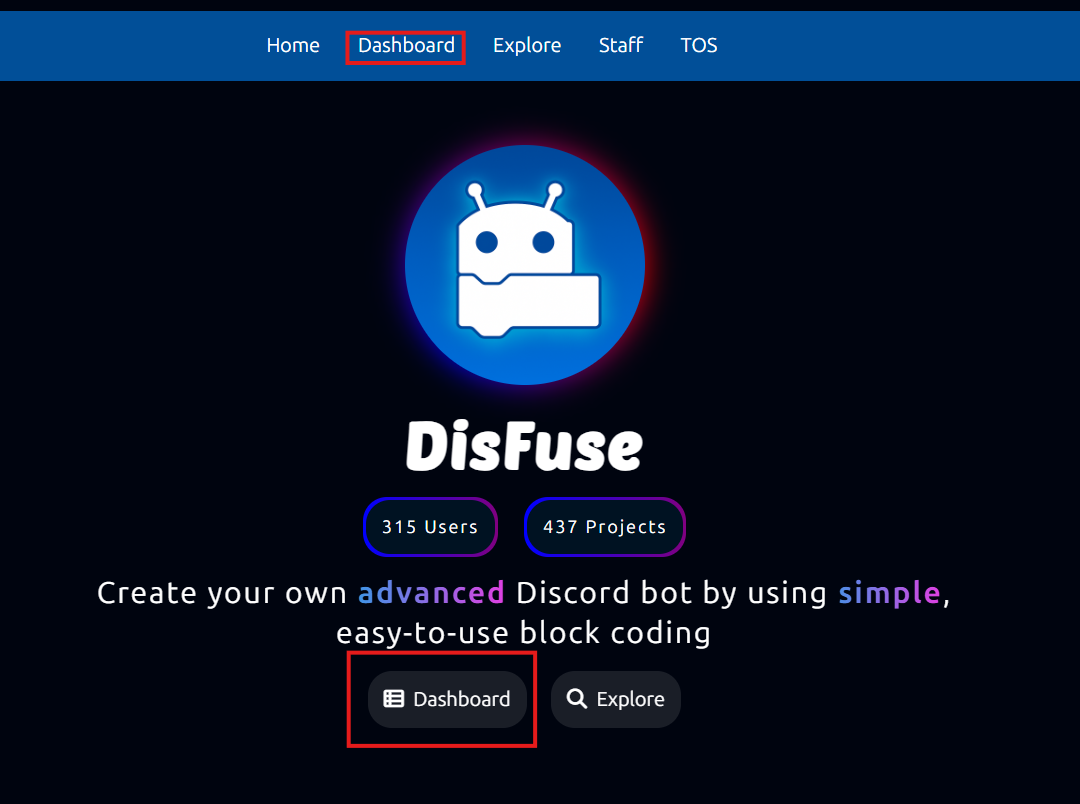 Home Dashboard Explore Staff TOS
DisFuse
315 Users 437 Projects
Create your own advanced Discord bot by using simple,
easy-to-use block coding
Dashboard Explore